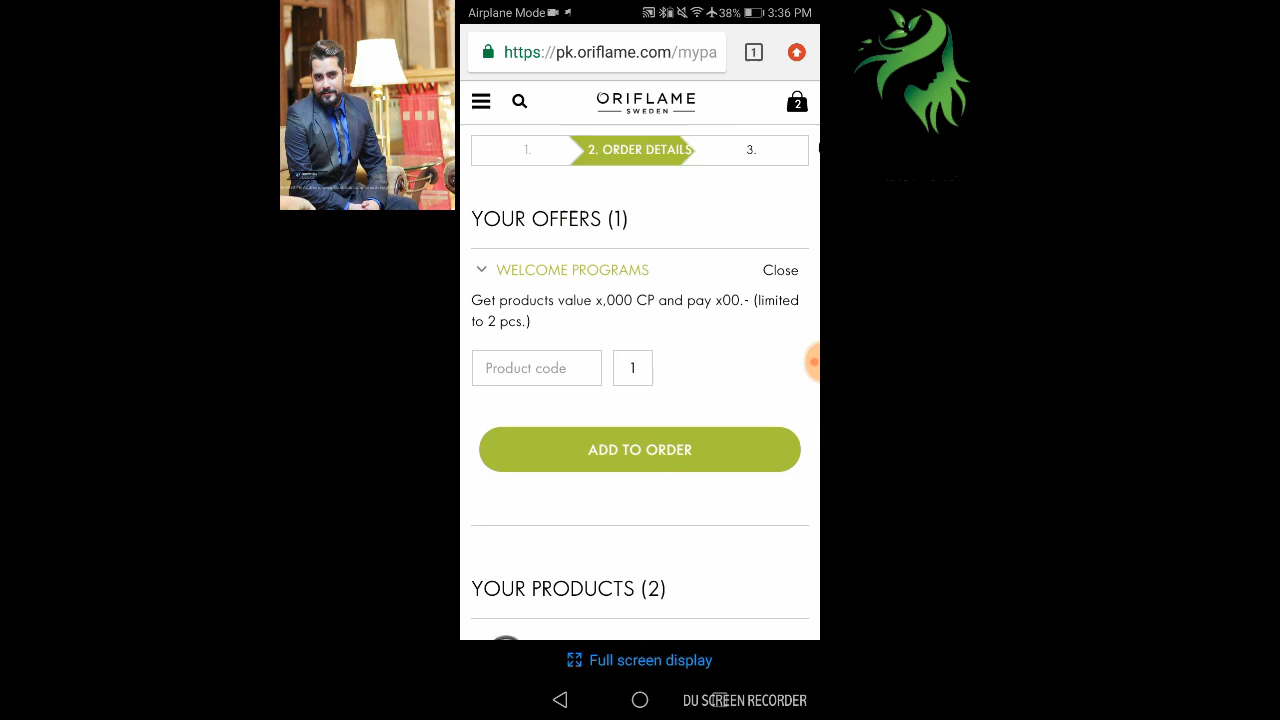 Airplane Mode 38% 3:36 PM
https://pk.oriflame.com/mypa
1
ORIFLAME
SWEDEN
2
1.
2. ORDER DETAILS
3.
YOUR OFFERS (1)
WELCOME PROGRAMS
Close
Get products value x,000 CP and pay x00.- (limited
to 2 pcs.)
Product code
1
ADD TO ORDER
YOUR PRODUCTS (2)
Full screen display
DU SCREEN RECORDER